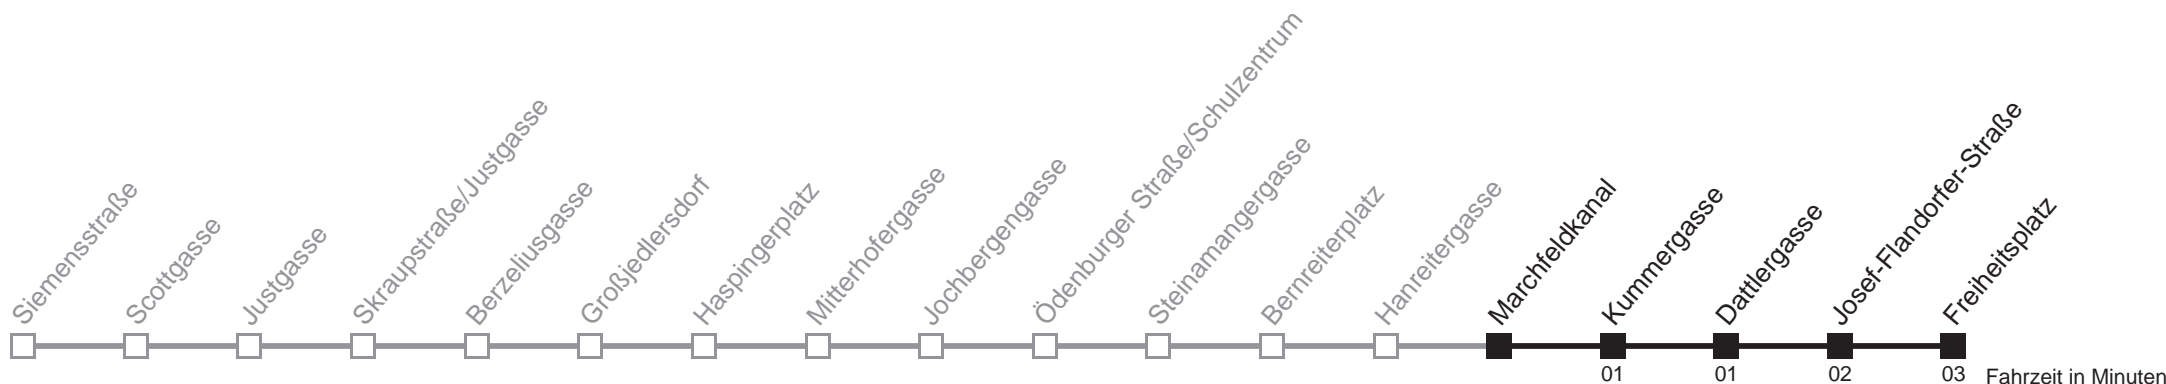 Siemensstraße
Scottgasse
Justgasse
Skraupstraße/Justgasse
Berzeliusgasse
Großjedlersdorf
Haspingerplatz
Mitterhofergasse
Jochbergengasse
Ödenburger Straße/Schulzentrum
Steinamangergasse
Bernreiterplatz
Hanreitergasse
Marchfeldkanal
Kummergasse
Dattlergasse
Josef-Flandorfer-Straße
Freiheitsplatz
01 01 02 03 Fahrzeit in Minuten